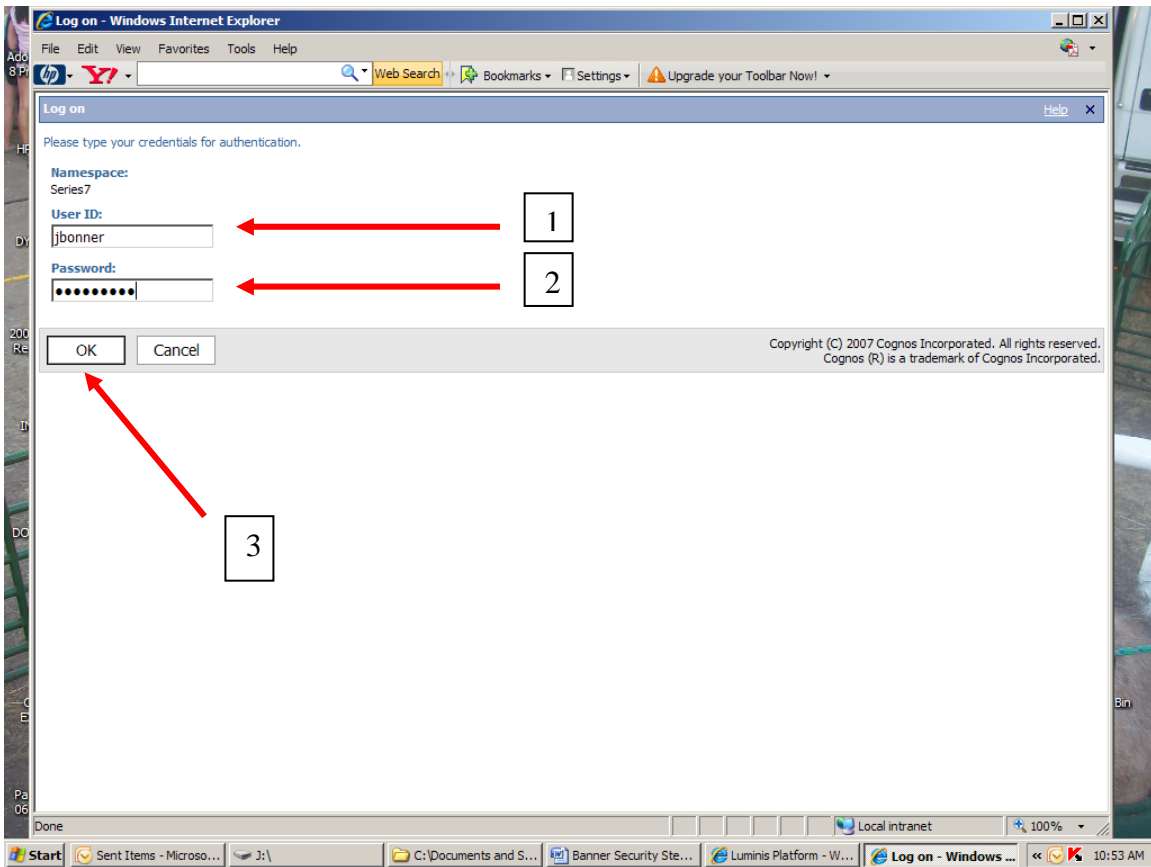 Log on - Windows Internet Explorer
File Edit View Favorites Tools Help
Web Search Bookmarks Settings Upgrade your Toolbar Now!
Log on Help X
Please type your credentials for authentication.
Namespace:
Series7
User ID:
jbonner
1
Password:
•••••••••
2
OK Cancel
Copyright (C) 2007 Cognos Incorporated. All rights reserved.
Cognos (R) is a trademark of Cognos Incorporated.
3
Bin
Done Local intranet 100%
Start Sent Items - Microso... J:\ C:\Documents and S... Banner Security Ste... Luminis Platform - W... Log on - Windows ... « 10:53 AM